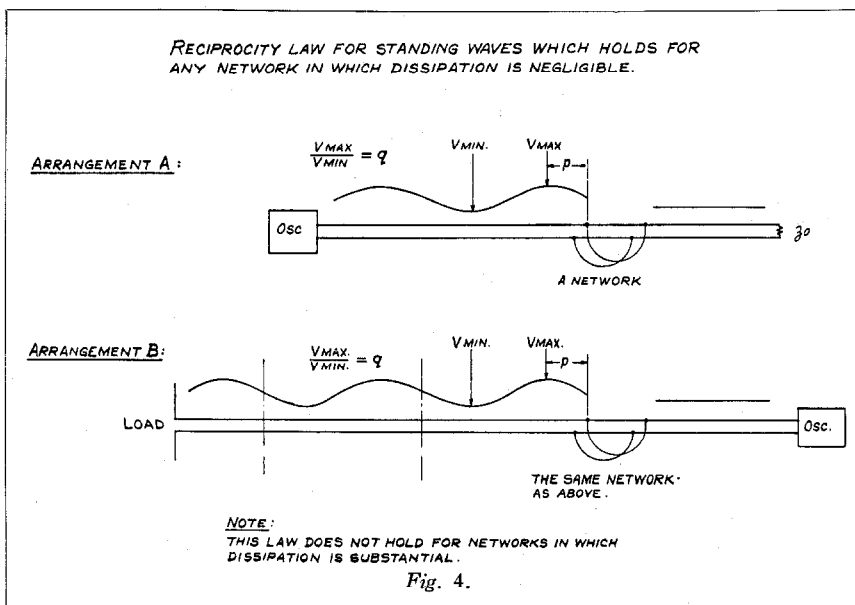 RECIPROCITY LAW FOR STANDING WAVES WHICH HOLDS FOR
ANY NETWORK IN WHICH DISSIPATION IS NEGLIGIBLE.
ARRANGEMENT A:
VMAX/VMIN = q
VMIN.
VMAX
p
OSC
zo
A NETWORK
ARRANGEMENT B:
VMAX./VMIN. = q
VMIN.
VMAX.
p
LOAD
OSC.
THE SAME NETWORK-
AS ABOVE.
NOTE:
THIS LAW DOES NOT HOLD FOR NETWORKS IN WHICH
DISSIPATION IS SUBSTANTIAL.
Fig. 4.